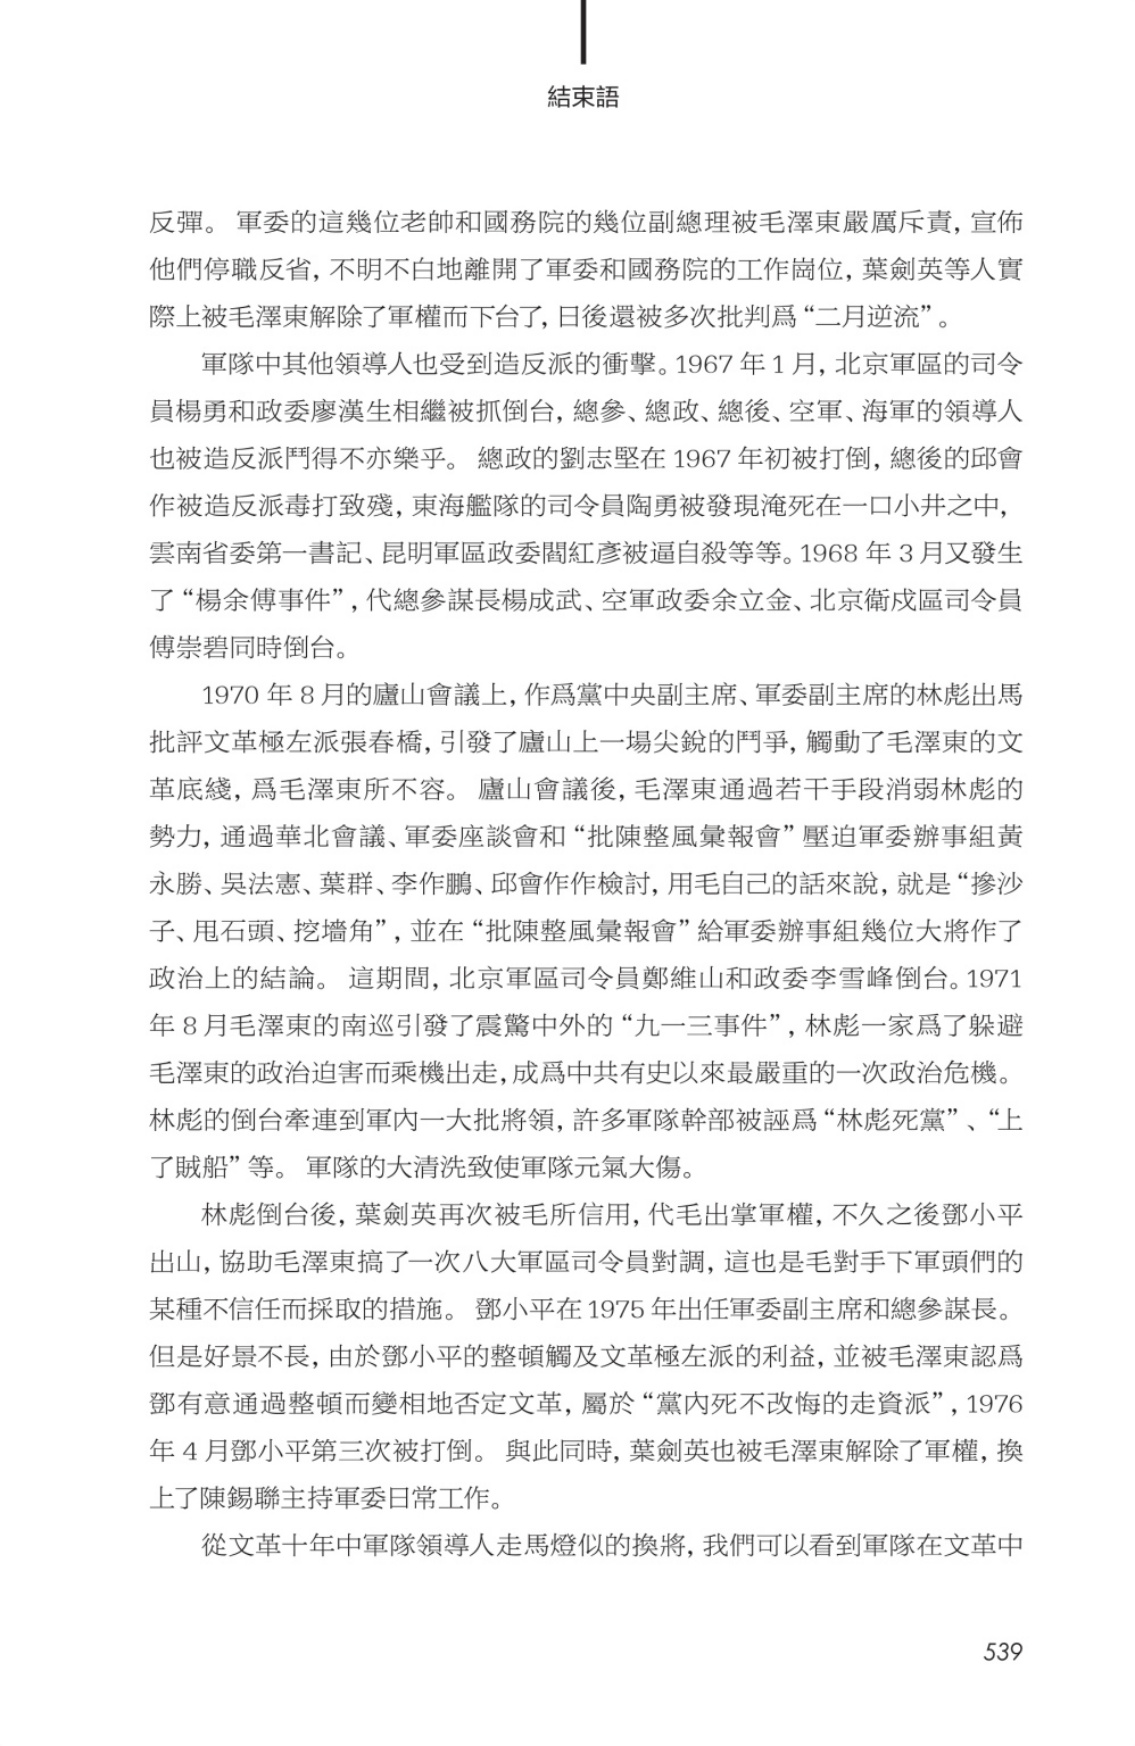 結束語
反彈。 軍委的這幾位老帥和國務院的幾位副總理被毛澤東嚴厲斥責, 宣佈
他們停職反省, 不明不白地離開了軍委和國務院的工作崗位, 葉劍英等人實
際上被毛澤東解除了軍權而下台了, 日後還被多次批判爲 “二月逆流” 。
軍隊中其他領導人也受到造反派的衝擊。1967 年 1 月, 北京軍區的司令
員楊勇和政委廖漢生相繼被抓倒台, 總參、總政、總後、空軍、海軍的領導人
也被造反派鬥得不亦樂乎。 總政的劉志堅在 1967 年初被打倒, 總後的邱會
作被造反派毒打致殘, 東海艦隊的司令員陶勇被發現淹死在一口小井之中,
雲南省委第一書記、昆明軍區政委閻紅彥被逼自殺等等。1968 年 3 月又發生
了 “楊余傅事件” , 代總參謀長楊成武、空軍政委余立金、北京衛戍區司令員
傅崇碧同時倒台。
1970 年 8 月的廬山會議上, 作爲黨中央副主席、軍委副主席的林彪出馬
批評文革極左派張春橋, 引發了廬山上一場尖銳的鬥爭, 觸動了毛澤東的文
革底綫, 爲毛澤東所不容。 廬山會議後, 毛澤東通過若干手段消弱林彪的
勢力, 通過華北會議、軍委座談會和 “批陳整風彙報會” 壓迫軍委辦事組黃
永勝、吳法憲、葉群、李作鵬、邱會作作檢討, 用毛自己的話來說, 就是 “摻沙
子、甩石頭、挖墻角” , 並在 “批陳整風彙報會” 給軍委辦事組幾位大將作了
政治上的結論。 這期間, 北京軍區司令員鄭維山和政委李雪峰倒台。1971
年 8 月毛澤東的南巡引發了震驚中外的 “九一三事件” , 林彪一家爲了躲避
毛澤東的政治迫害而乘機出走, 成爲中共有史以來最嚴重的一次政治危機。
林彪的倒台牽連到軍內一大批將領, 許多軍隊幹部被誣爲 “林彪死黨” 、“上
了賊船” 等。 軍隊的大清洗致使軍隊元氣大傷。
林彪倒台後, 葉劍英再次被毛所信用, 代毛出掌軍權, 不久之後鄧小平
出山, 協助毛澤東搞了一次八大軍區司令員對調, 這也是毛對手下軍頭們的
某種不信任而採取的措施。 鄧小平在 1975 年出任軍委副主席和總參謀長。
但是好景不長, 由於鄧小平的整頓觸及文革極左派的利益, 並被毛澤東認爲
鄧有意通過整頓而變相地否定文革, 屬於 “黨內死不改悔的走資派” , 1976
年 4 月鄧小平第三次被打倒。 與此同時, 葉劍英也被毛澤東解除了軍權, 換
上了陳錫聯主持軍委日常工作。
從文革十年中軍隊領導人走馬燈似的換將, 我們可以看到軍隊在文革中
539